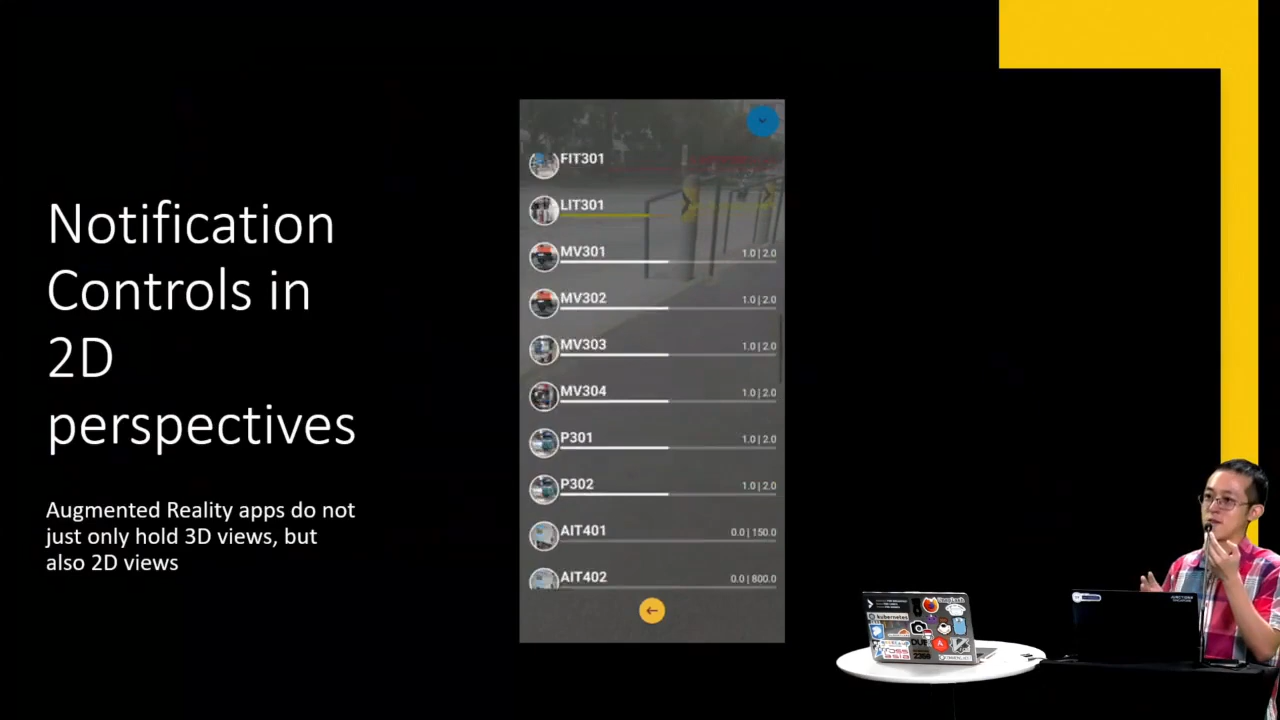 Notification
Controls in
2D
perspectives
Augmented Reality apps do not
just only hold 3D views, but
also 2D views
FIT301
LIT301
MV301
1.0|2.0
MV302
1.0|2.0
MV303
1.0|2.0
MV304
1.0|2.0
P301
1.0|2.0
P302
1.0|2.0
AIT401
0.0|150.0
AIT402
0.0|800.0
kubernetes